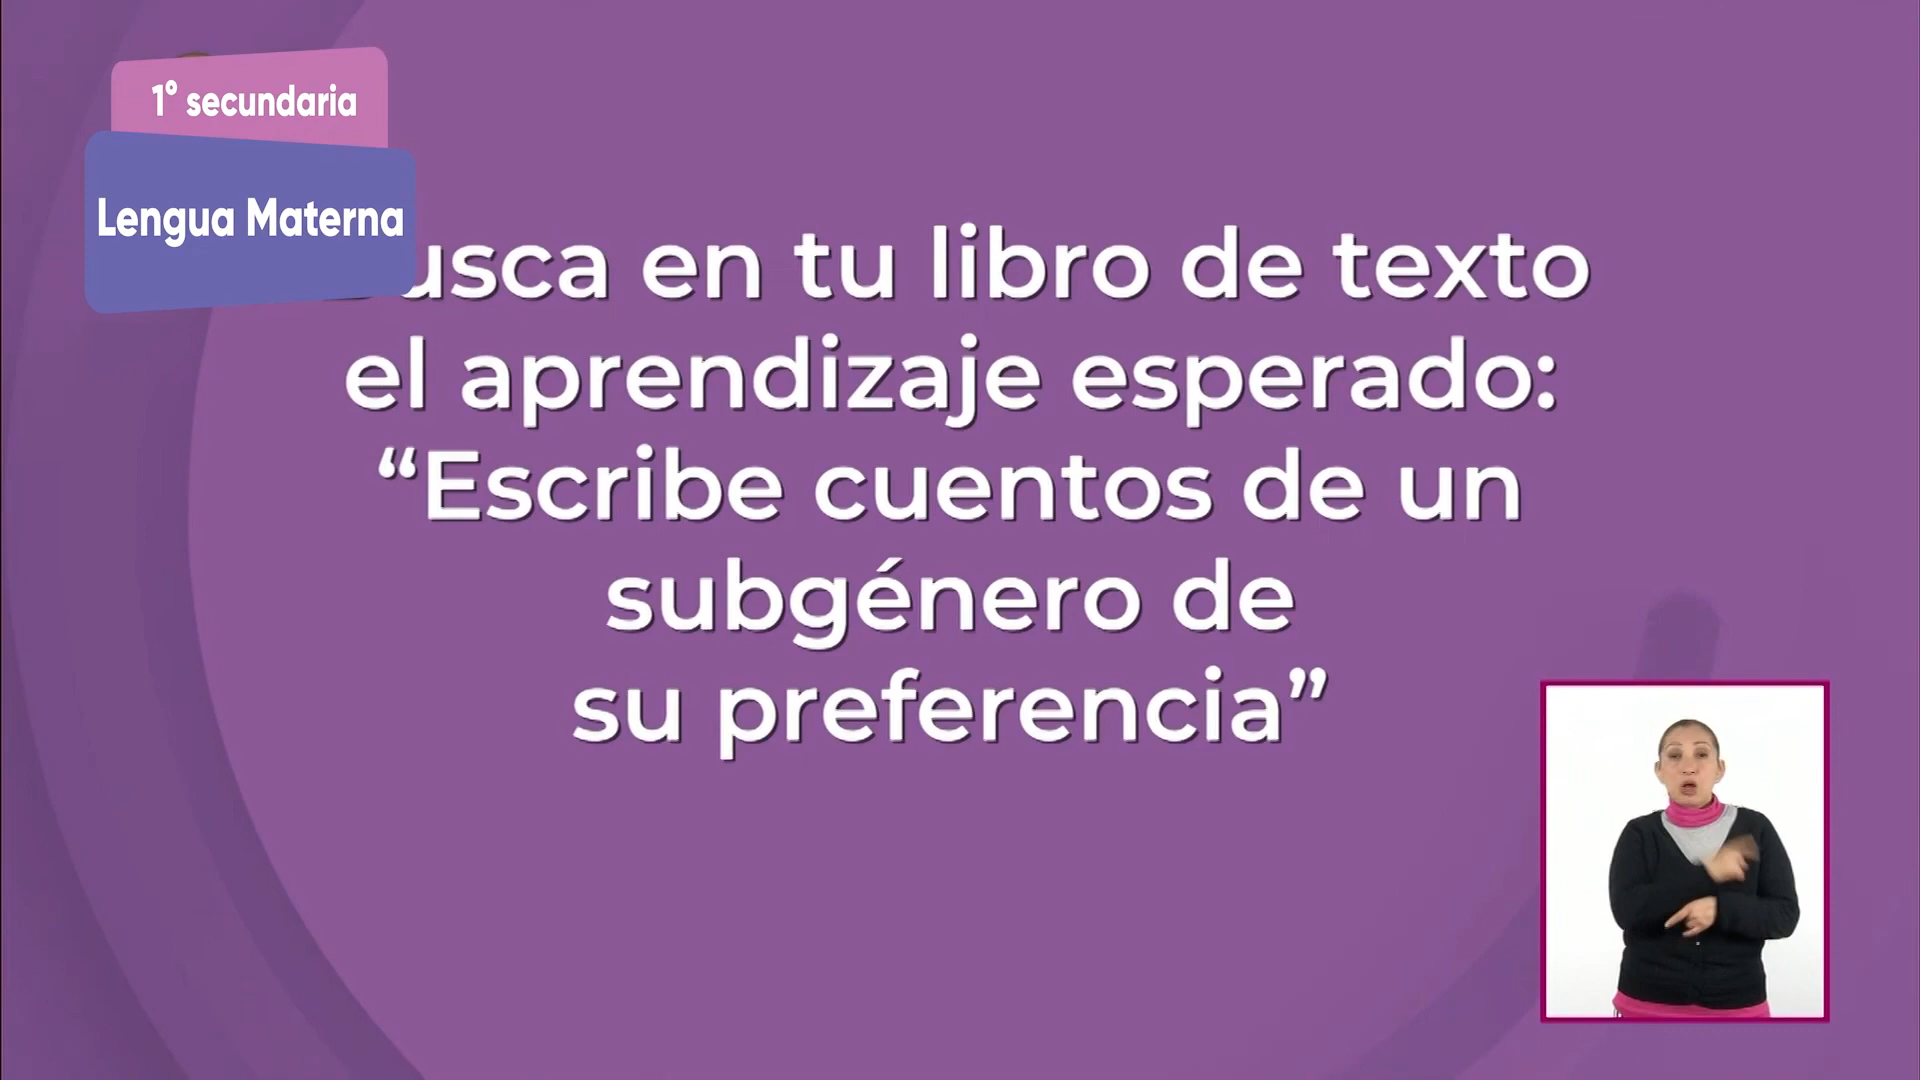 1° secundaria
Lengua Materna
usca en tu libro de texto
el aprendizaje esperado:
“Escribe cuentos de un
subgénero de
su preferencia”